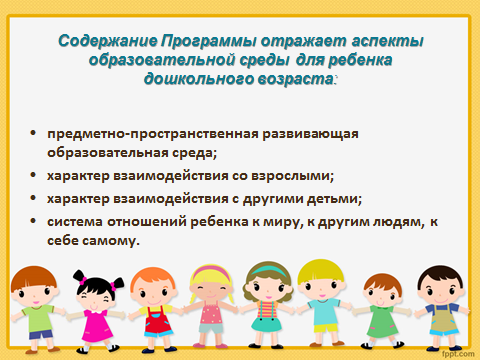 Содержание Программы отражает аспекты
образовательной среды для ребенка
дошкольного возраста:
• предметно-пространственная развивающая
образовательная среда;
• характер взаимодействия со взрослыми;
• характер взаимодействия с другими детьми;
• система отношений ребенка к миру, к другим людям, к
себе самому.
fppt.com